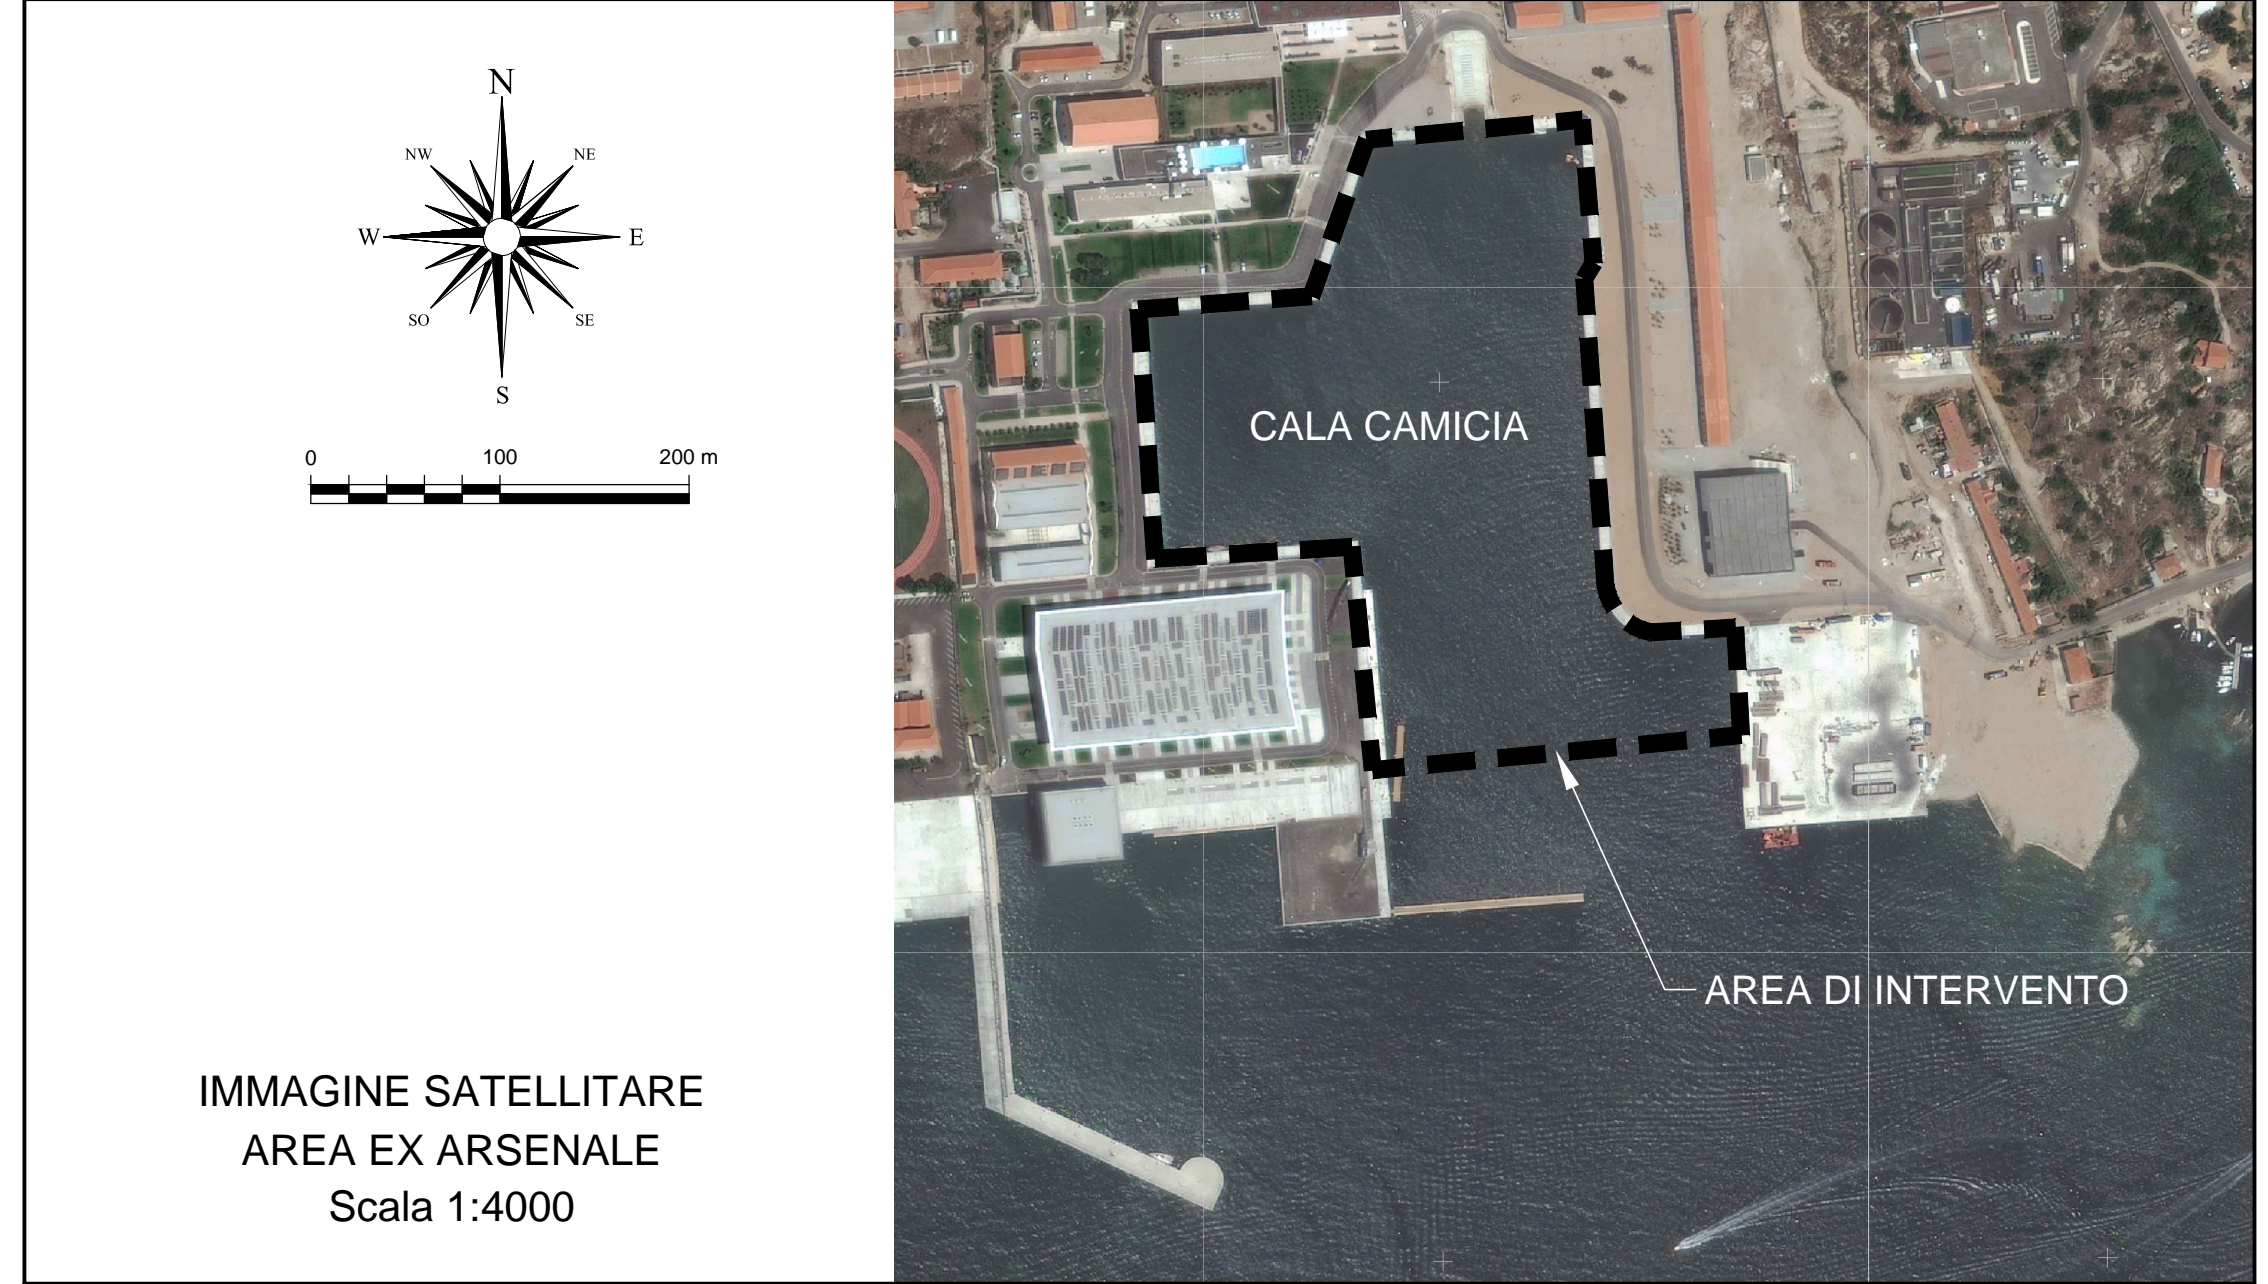 N
NW
NE
W
E
SO
SE
S
0
100
200 m
CALA CAMICIA
AREA DI INTERVENTO
IMMAGINE SATELLITARE
AREA EX ARSENALE
Scala 1:4000